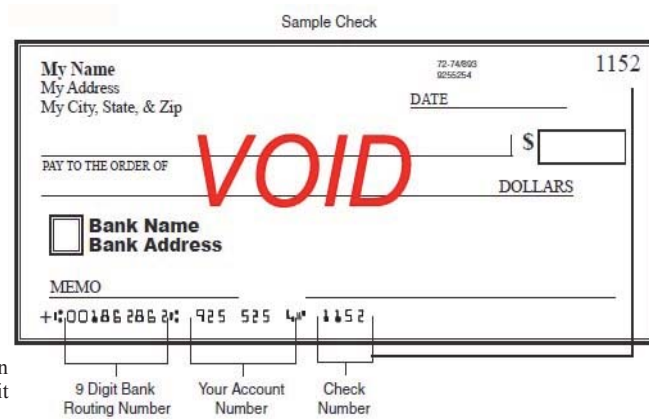 Sample Check
My Name
My Address
My City, State, & Zip
72-74/893
9255254
1152
DATE
$
PAY TO THE ORDER OF
VOID
DOLLARS
Bank Name
Bank Address
MEMO
001862862 925 525 4 1152
n
it
9 Digit Bank
Routing Number
Your Account
Number
Check
Number